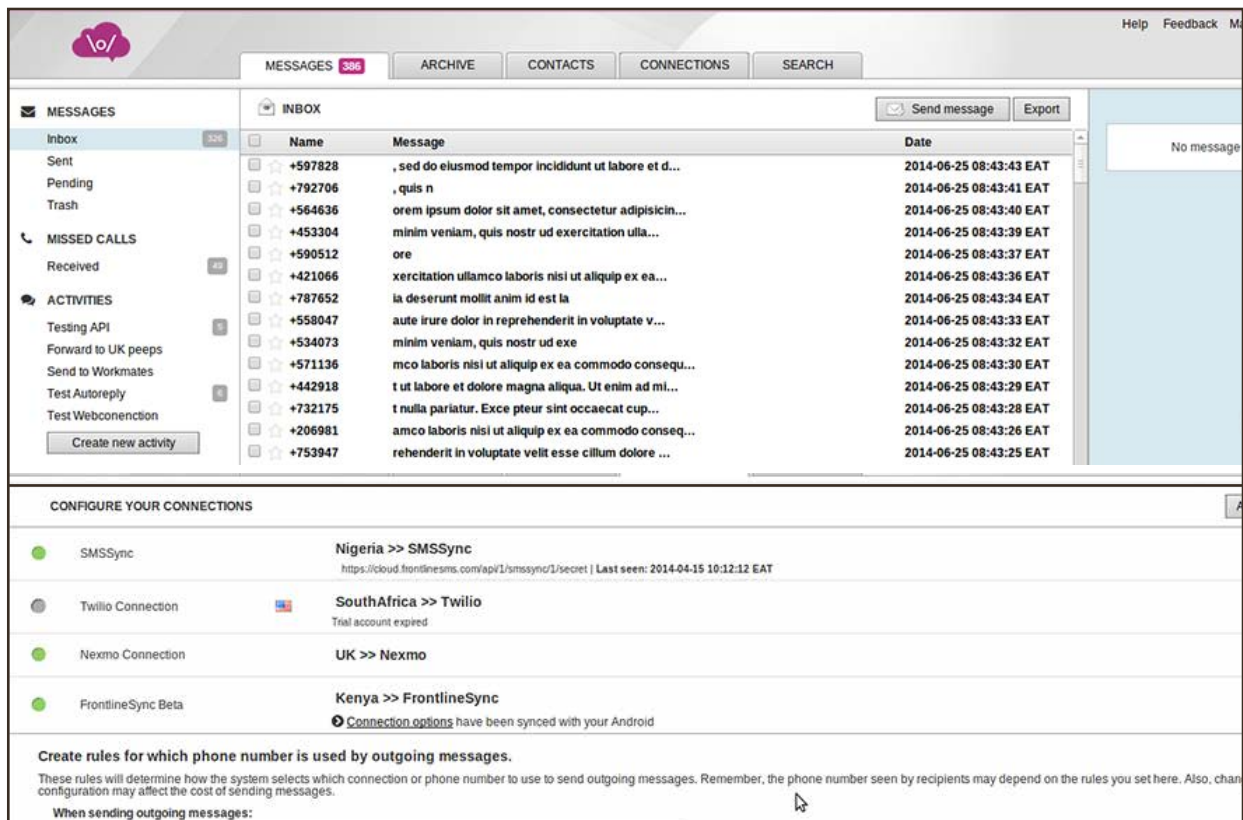 \o/
Help Feedback Ma
MESSAGES 386 ARCHIVE CONTACTS CONNECTIONS SEARCH
MESSAGES
Inbox 326
Sent
Pending
Trash
MISSED CALLS
Received 49
ACTIVITIES
Testing API 5
Forward to UK peeps
Send to Workmates
Test Autoreply 6
Test Webconenction
Create new activity
INBOX Send message Export
Name Message Date
+597828 , sed do eiusmod tempor incididunt ut labore et d... 2014-06-25 08:43:43 EAT
+792706 , quis n 2014-06-25 08:43:41 EAT
+564636 orem ipsum dolor sit amet, consectetur adipisicin... 2014-06-25 08:43:40 EAT
+453304 minim veniam, quis nostr ud exercitation ulla... 2014-06-25 08:43:39 EAT
+590512 ore 2014-06-25 08:43:37 EAT
+421066 xercitation ullamco laboris nisi ut aliquip ex ea... 2014-06-25 08:43:36 EAT
+787652 ia deserunt mollit anim id est la 2014-06-25 08:43:34 EAT
+558047 aute irure dolor in reprehenderit in voluptate v... 2014-06-25 08:43:33 EAT
+534073 minim veniam, quis nostr ud exe 2014-06-25 08:43:32 EAT
+571136 mco laboris nisi ut aliquip ex ea commodo consequ... 2014-06-25 08:43:30 EAT
+442918 t ut labore et dolore magna aliqua. Ut enim ad mi... 2014-06-25 08:43:29 EAT
+732175 t nulla pariatur. Exce pteur sint occaecat cup... 2014-06-25 08:43:28 EAT
+206981 amco laboris nisi ut aliquip ex ea commodo conseq... 2014-06-25 08:43:26 EAT
+753947 rehenderit in voluptate velit esse cillum dolore ... 2014-06-25 08:43:25 EAT
No message
CONFIGURE YOUR CONNECTIONS A
SMSSync Nigeria >> SMSSync
https://cloud.frontlinesms.com/api/1/smssync/1/secret | Last seen: 2014-04-15 10:12:12 EAT
Twilio Connection SouthAfrica >> Twilio
Trial account expired
Nexmo Connection UK >> Nexmo
FrontlineSync Beta Kenya >> FrontlineSync
Connection options have been synced with your Android
Create rules for which phone number is used by outgoing messages.
These rules will determine how the system selects which connection or phone number to use to send outgoing messages. Remember, the phone number seen by recipients may depend on the rules you set here. Also, chan
configuration may affect the cost of sending messages.
When sending outgoing messages: